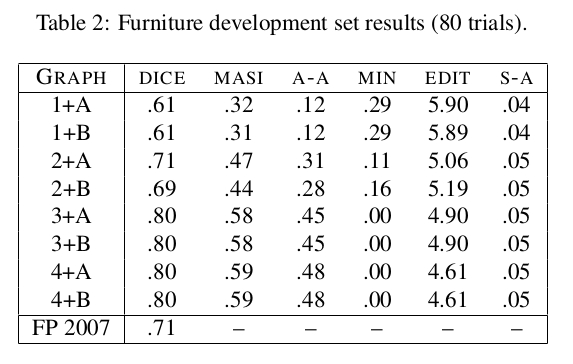 Table 2: Furniture development set results (80 trials).
GRAPH DICE MASI A-A MIN EDIT S-A
1+A .61 .32 .12 .29 5.90 .04
1+B .61 .31 .12 .29 5.89 .04
2+A .71 .47 .31 .11 5.06 .05
2+B .69 .44 .28 .16 5.19 .05
3+A .80 .58 .45 .00 4.90 .05
3+B .80 .58 .45 .00 4.90 .05
4+A .80 .59 .48 .00 4.61 .05
4+B .80 .59 .48 .00 4.61 .05
FP 2007 .71 – – – – –